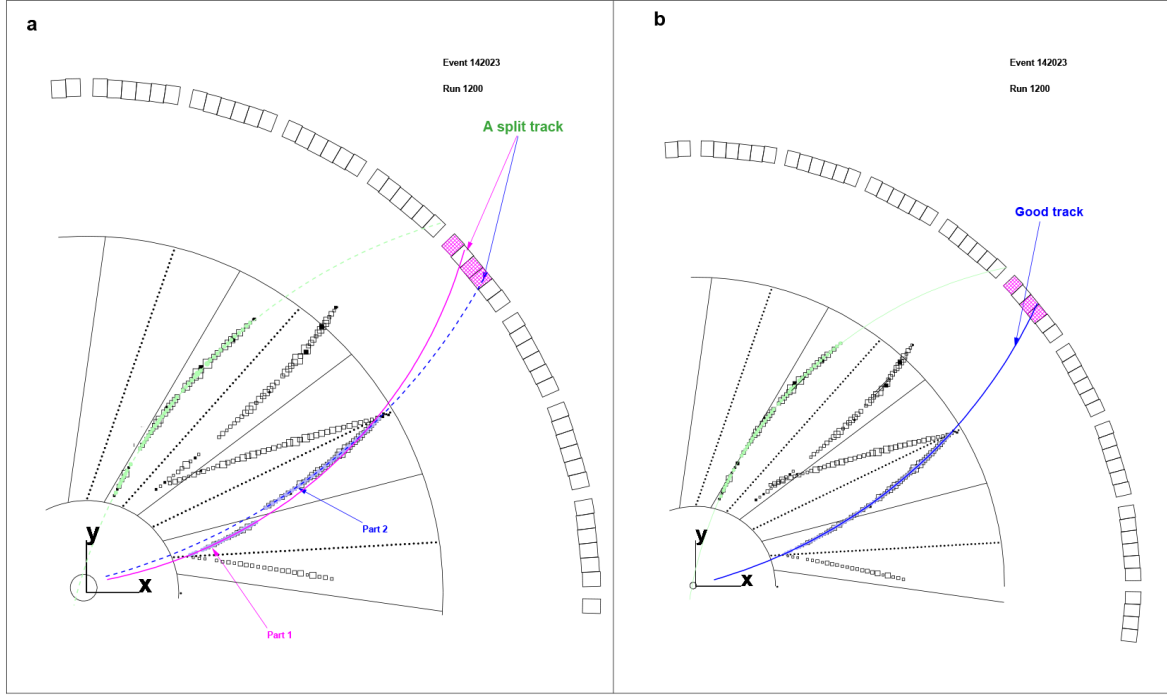 a
Event 142023
Run 1200
A split track
Part 2
Part 1
y
x
b
Event 142023
Run 1200
Good track
y
x